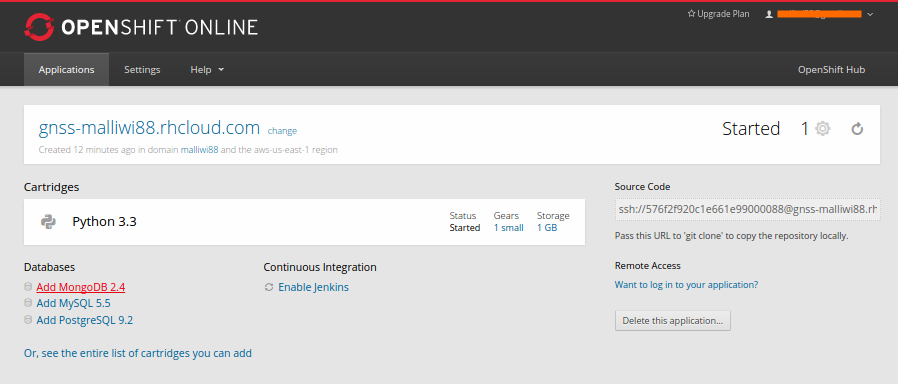 OPENSHIFT ONLINE
Upgrade Plan
Applications Settings Help OpenShift Hub
gnss-malliwi88.rhcloud.com change
Started 1
Created 12 minutes ago in domain malliwi88 and the aws-us-east-1 region
Cartridges
Python 3.3
Status Gears Storage
Started 1 small 1 GB
Databases
Add MongoDB 2.4
Add MySQL 5.5
Add PostgreSQL 9.2
Continuous Integration
Enable Jenkins
Or, see the entire list of cartridges you can add
Source Code
ssh://576f2f920c1e661e99000088@gnss-malliwi88.rh
Pass this URL to 'git clone' to copy the repository locally.
Remote Access
Want to log in to your application?
Delete this application...